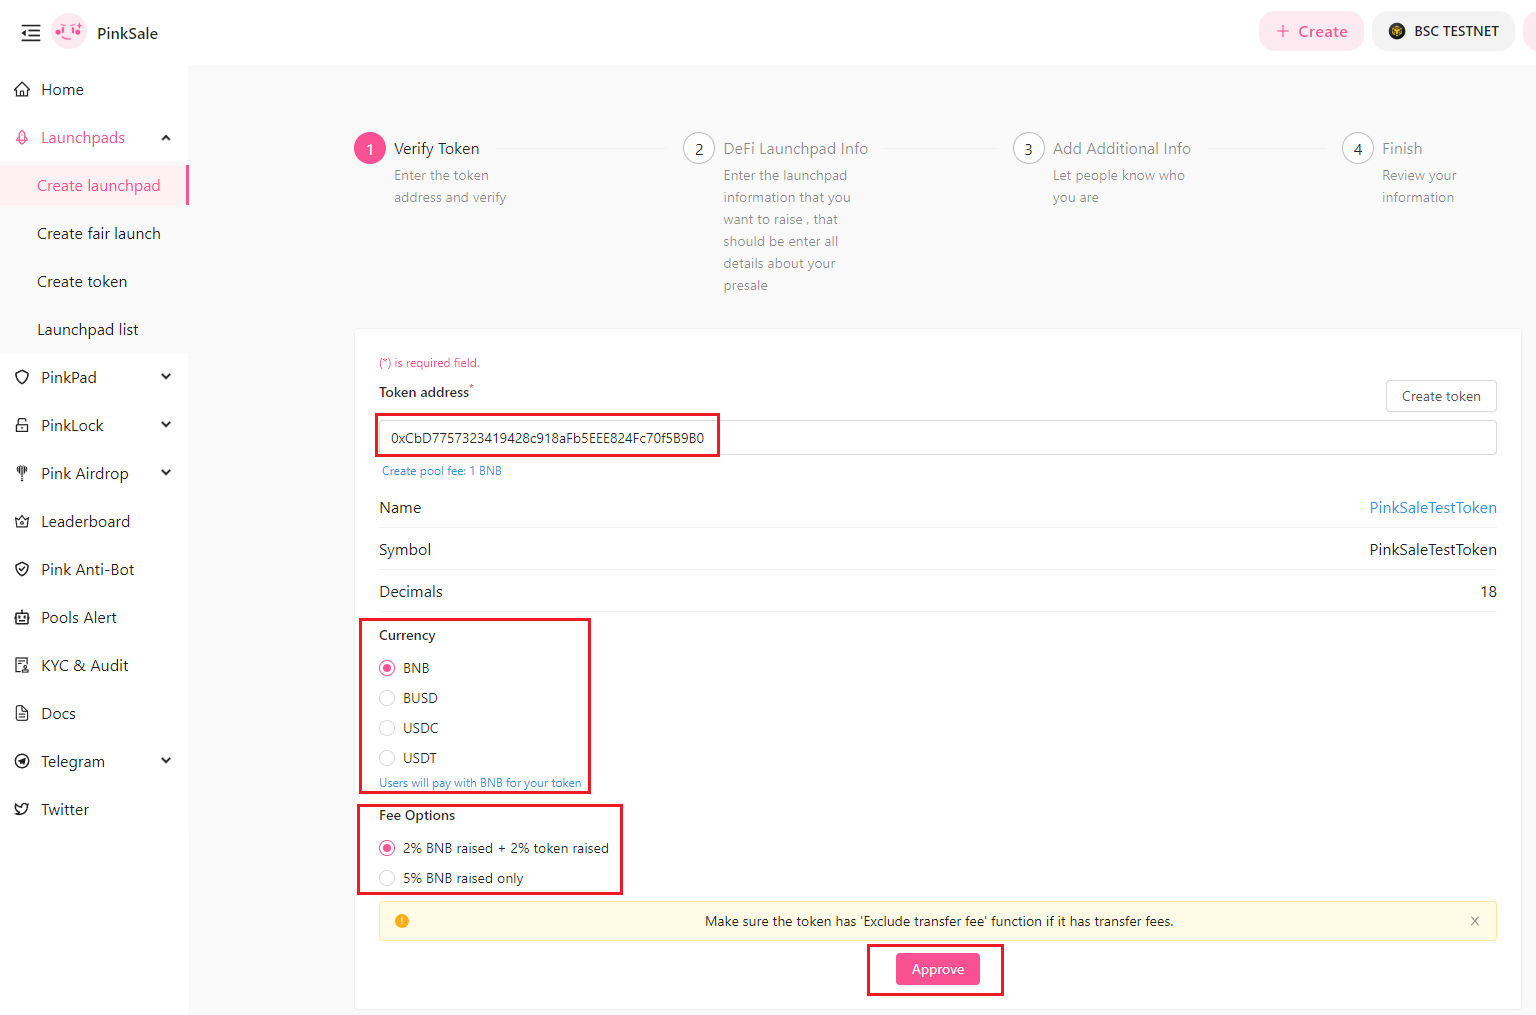 PinkSale
+ Create
BSC TESTNET
Home
Launchpads
Create launchpad
Create fair launch
Create token
Launchpad list
PinkPad
PinkLock
Pink Airdrop
Leaderboard
Pink Anti-Bot
Pools Alert
KYC & Audit
Docs
Telegram
Twitter
1
Verify Token
Enter the token
address and verify
2
DeFi Launchpad Info
Enter the launchpad
information that you
want to raise , that
should be enter all
details about your
presale
3
Add Additional Info
Let people know who
you are
4
Finish
Review your
information
(*) is required field.
Token address*
Create token
0xCbD7757323419428c918aFb5EEE824Fc70f5B9B0
Create pool fee: 1 BNB
Name PinkSaleTestToken
Symbol PinkSaleTestToken
Decimals 18
Currency
BNB
BUSD
USDC
USDT
Users will pay with BNB for your token
Fee Options
2% BNB raised + 2% token raised
5% BNB raised only
Make sure the token has 'Exclude transfer fee' function if it has transfer fees.
Approve